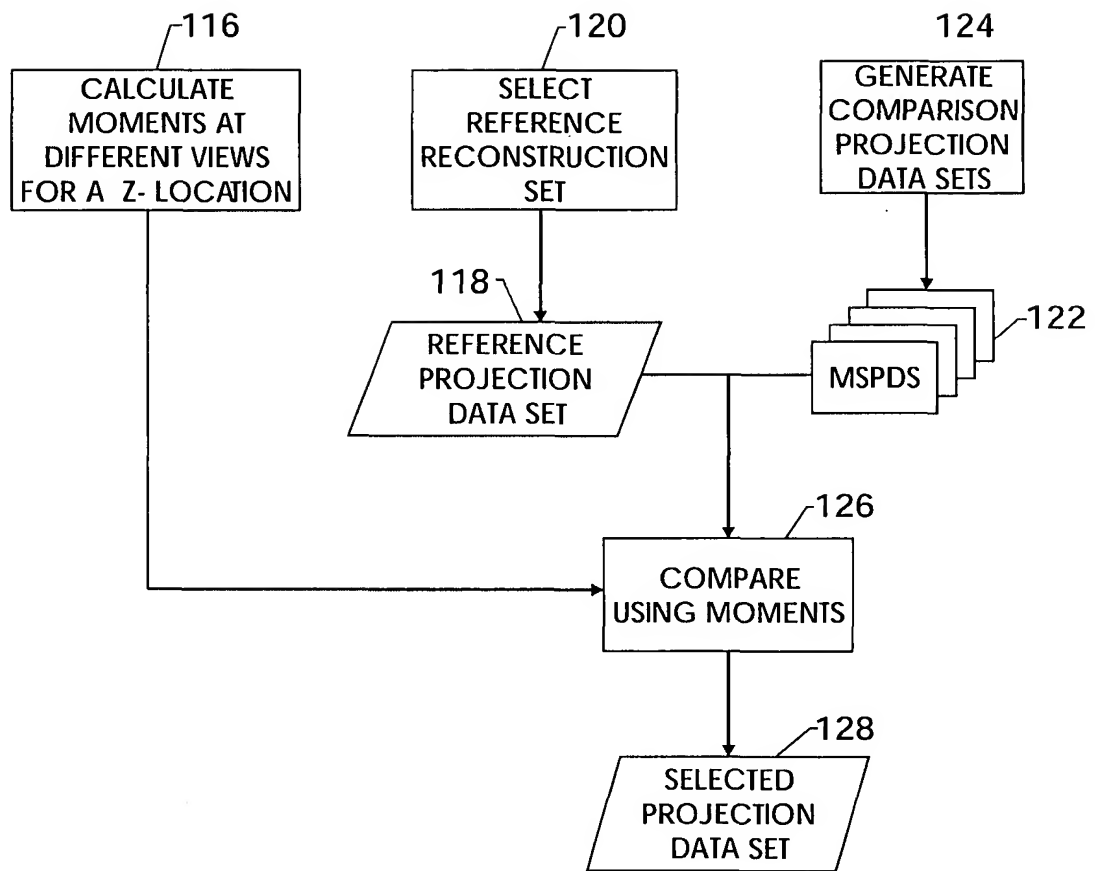 116
CALCULATE
MOMENTS AT
DIFFERENT VIEWS
FOR A Z- LOCATION
120
SELECT
REFERENCE
RECONSTRUCTION
SET
124
GENERATE
COMPARISON
PROJECTION
DATA SETS
118
REFERENCE
PROJECTION
DATA SET
122
MSPDS
126
COMPARE
USING MOMENTS
128
SELECTED
PROJECTION
DATA SET